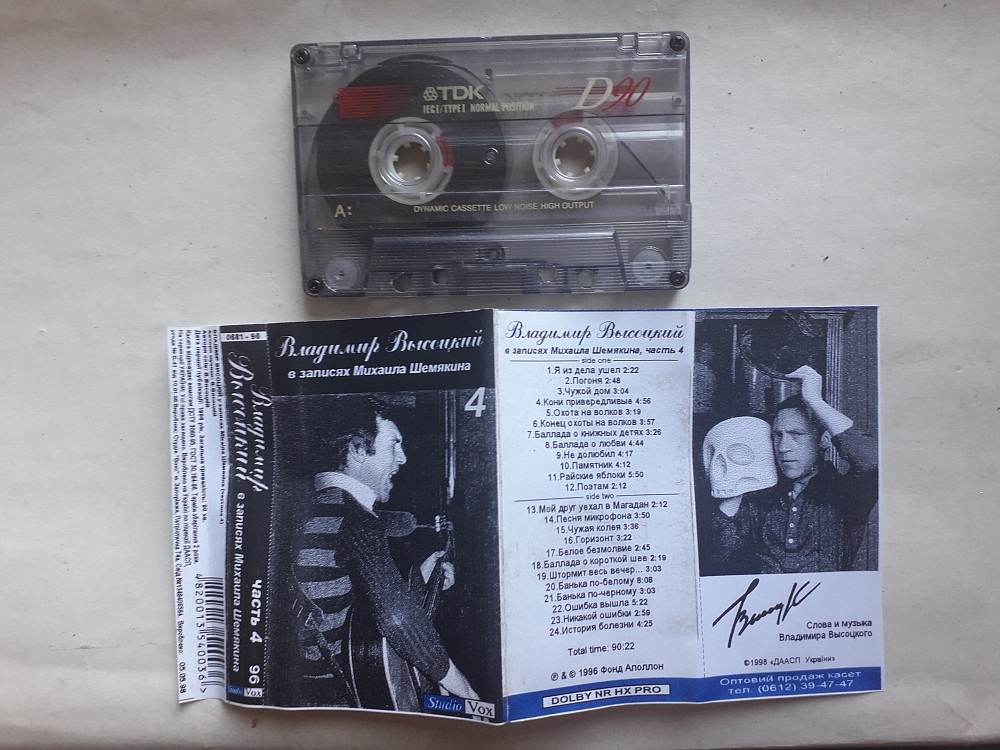 TDK
D90
IEC I/TYPE I NORMAL POSITION
A:
DYNAMIC CASSETTE LOW NOISE HIGH OUTPUT
0681 - 90
Владимир Высоцкий
в записях Михаила Шемякина
часть 4
96
Studio Vox
48200131540036>
Владимир Высоцкий
в записях Михаила Шемякина
4
Studio Vox
Владимир Высоцкий
в записях Михаила Шемякина, часть 4
side one
1.Я из дела ушел 2:22
2.Погоня 2:48
3.Чужой дом 3:04
4.Кони привередливые 4:56
5.Охота на волков 3:19
6.Конец охоты на волков 3:57
7.Баллада о книжных детях 3:26
8.Баллада о любви 4:44
9.Не долюбил 4:17
10.Памятник 4:12
11.Райские яблоки 5:50
12.Поэтам 2:12
side two
13.Мой друг уехал в Магадан 2:12
14.Песня микрофона 3:50
15.Чужая колея 3:36
16.Горизонт 3:22
17.Белое безмолвие 2:45
18.Баллада о короткой шее 2:19
19.Штормит весь вечер... 3:03
20.Банька по-белому 8:08
21.Банька по-черному 3:03
22.Ошибка вышла 5:22
23.Никакой ошибки 2:59
24.История болезни 4:25
Total time: 90:22
℗ & © 1996 Фонд Аполлон
DOLBY NR HX PRO
Слова и музыка
Владимира Высоцкого
©1998 «ДААСП України»
Оптовий продаж касет
тел. (0612) 39-47-47